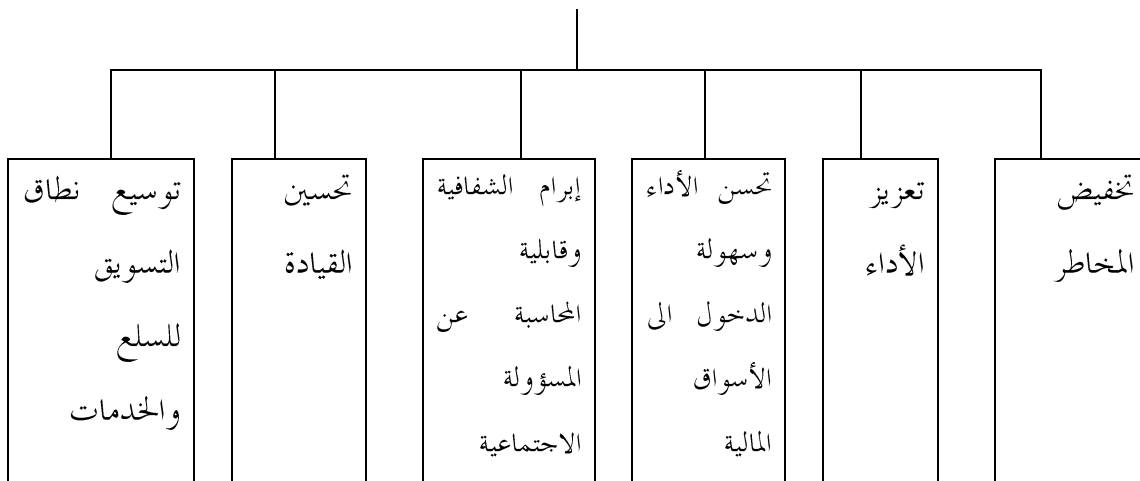 تخفيض
المخاطر
تعزيز
الأداء
تحسن الأداء
وسهولة
الدخول الى
الأسواق
المالية
إبرام الشفافية
وقابلية
المحاسبة عن
المسؤولة
الاجتماعية
تحسين
القيادة
توسيع نطاق
التسويق
للسلع
والخدمات